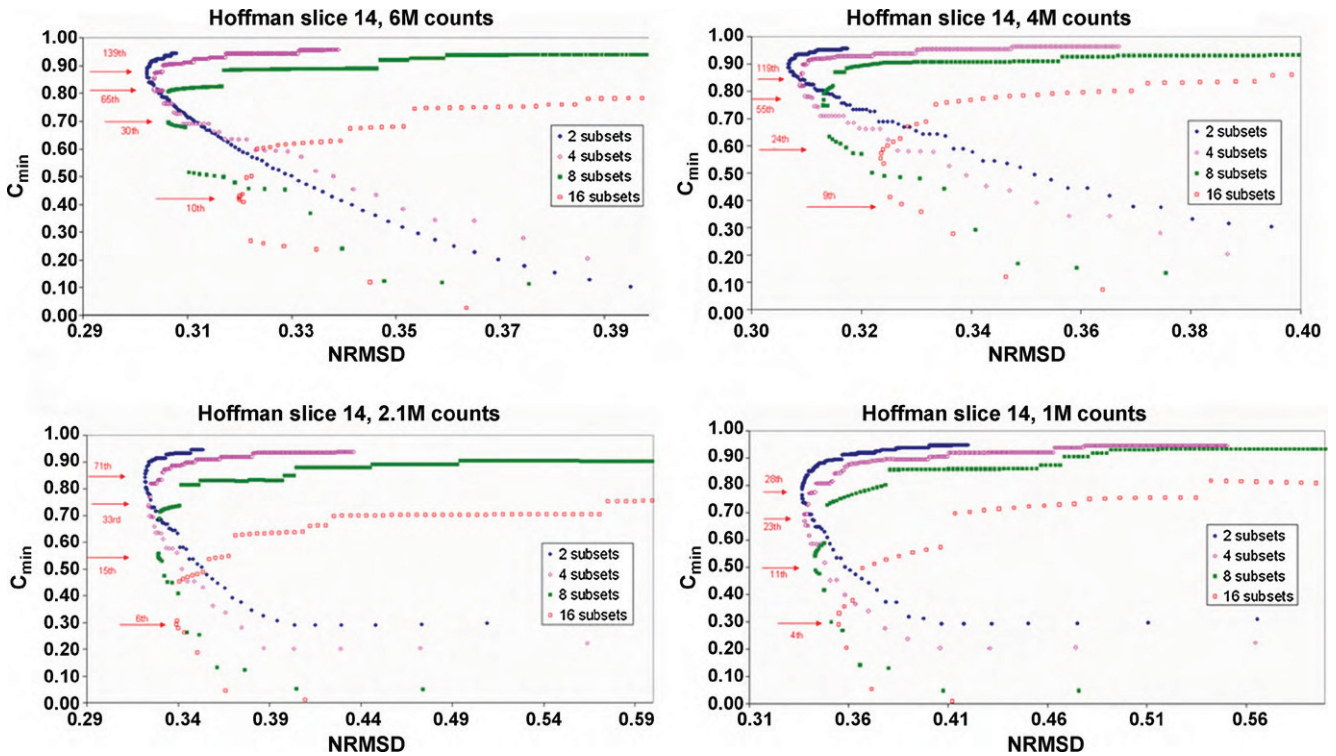 Hoffman slice 14, 6M counts
1.00
0.90
0.80
0.70
0.60
0.50
0.40
0.30
0.20
0.10
0.00
C min
139th
65th
30th
10th
2 subsets
4 subsets
8 subsets
16 subsets
0.29 0.31 0.33 0.35 0.37 0.39
NRMSD
Hoffman slice 14, 4M counts
1.00
0.90
0.80
0.70
0.60
0.50
0.40
0.30
0.20
0.10
0.00
C min
119th
55th
24th
9th
2 subsets
4 subsets
8 subsets
16 subsets
0.30 0.32 0.34 0.36 0.38 0.40
NRMSD
Hoffman slice 14, 2.1M counts
1.00
0.90
0.80
0.70
0.60
0.50
0.40
0.30
0.20
0.10
0.00
C min
71th
33rd
15th
6th
2 subsets
4 subsets
8 subsets
16 subsets
0.29 0.34 0.39 0.44 0.49 0.54 0.59
NRMSD
Hoffman slice 14, 1M counts
1.00
0.90
0.80
0.70
0.60
0.50
0.40
0.30
0.20
0.10
0.00
C min
28th
23th
11th
4th
2 subsets
4 subsets
8 subsets
16 subsets
0.31 0.36 0.41 0.46 0.51 0.56
NRMSD